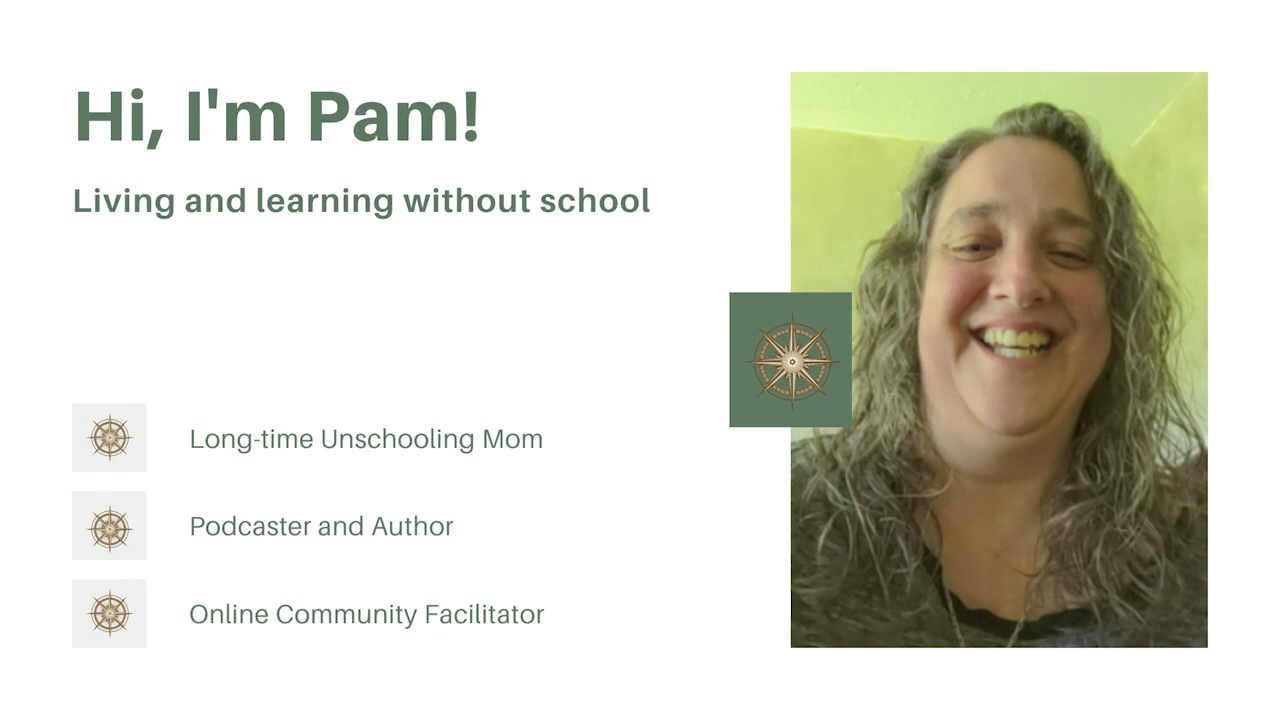 Hi, I'm Pam!
Living and learning without school
Long-time Unschooling Mom
Podcaster and Author
Online Community Facilitator